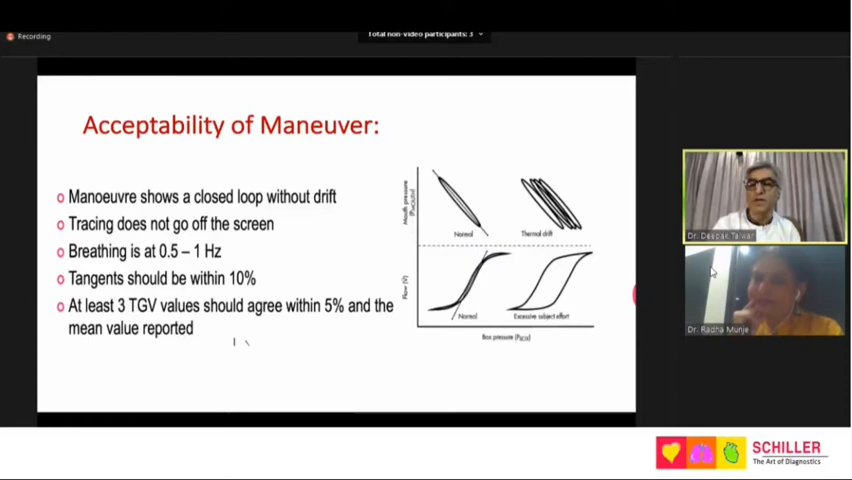 Recording
Total non-video participants: 3
Acceptability of Maneuver:
Manoeuvre shows a closed loop without drift
Tracing does not go off the screen
Breathing is at 0.5 – 1 Hz
Tangents should be within 10%
At least 3 TGV values should agree within 5% and the
mean value reported
Mouth pressure
Normal
Thermal drift
Flow (V)
Normal
Excessive subject effort
Box pressure
Dr. Deepak Talwar
Dr. Radha Munje
SCHILLER
The Art of Diagnostics